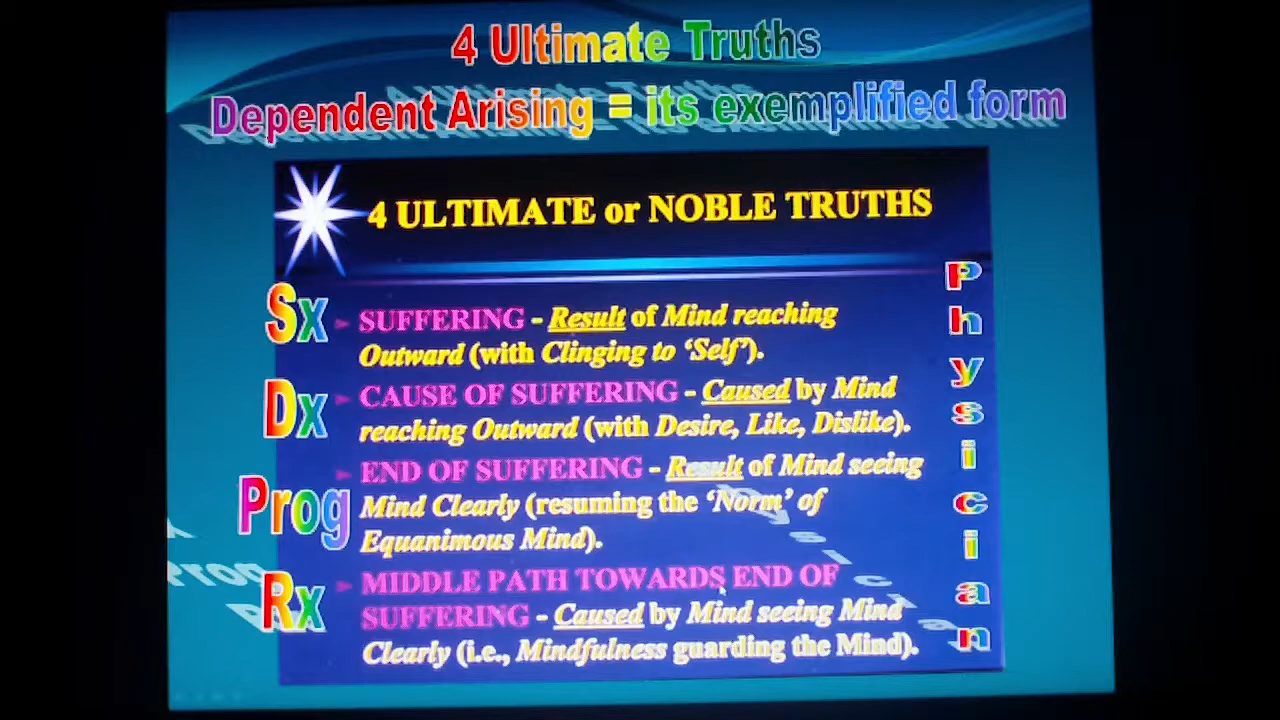 4 Ultimate Truths
Dependent Arising = its exemplified form
4 ULTIMATE or NOBLE TRUTHS
Sx
SUFFERING - Result of Mind reaching
Outward (with Clinging to ‘Self’).
Dx
CAUSE OF SUFFERING - Caused by Mind
reaching Outward (with Desire, Like, Dislike).
Prog
END OF SUFFERING - Result of Mind seeing
Mind Clearly (resuming the ‘Norm’ of
Equanimous Mind).
Rx
MIDDLE PATH TOWARDS END OF
SUFFERING - Caused by Mind seeing Mind
Clearly (i.e., Mindfulness guarding the Mind).
Physician